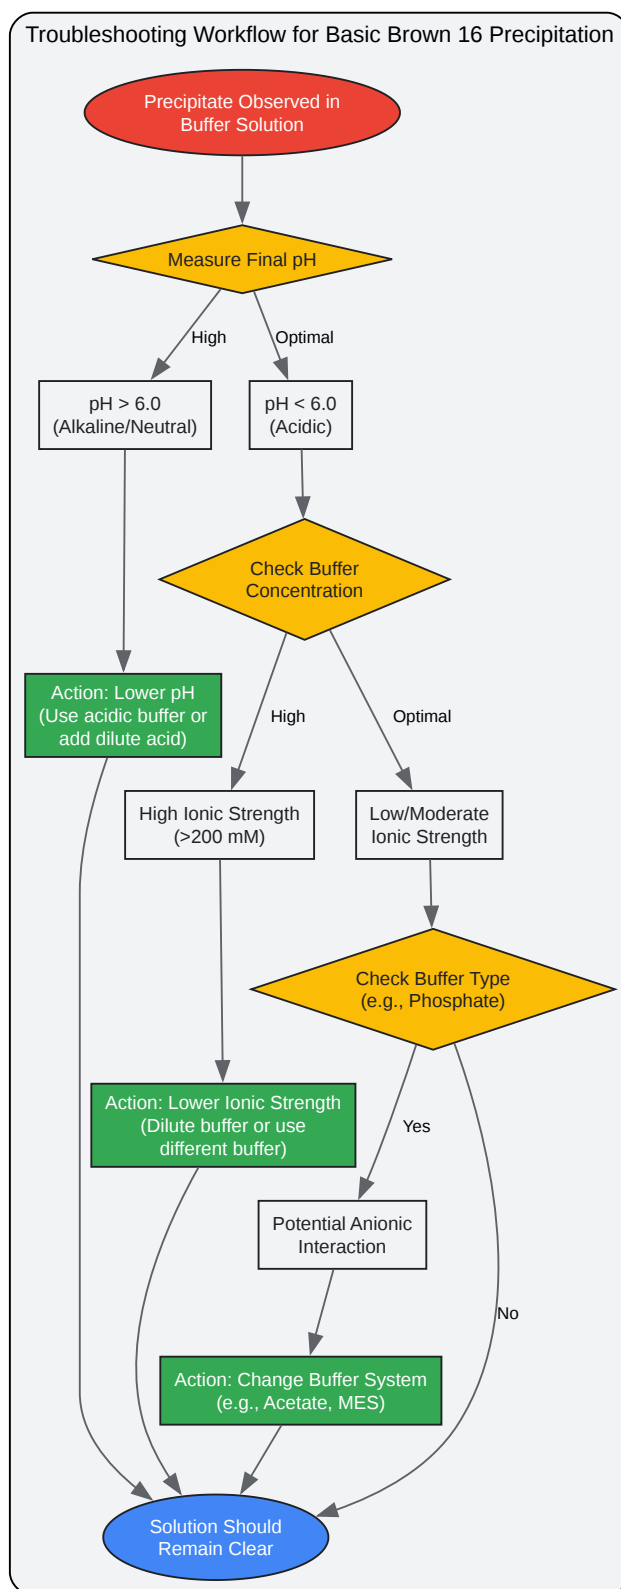 Troubleshooting Workflow for Basic Brown 16 Precipitation
Precipitate Observed in
Buffer Solution
Measure Final pH
High
Optimal
pH > 6.0
(Alkaline/Neutral)
pH < 6.0
(Acidic)
Check Buffer
Concentration
Action: Lower pH
(Use acidic buffer or
add dilute acid)
High
Optimal
High Ionic Strength
(>200 mM)
Low/Moderate
Ionic Strength
Check Buffer Type
(e.g., Phosphate)
Action: Lower Ionic Strength
(Dilute buffer or use
different buffer)
Yes
Potential Anionic
Interaction
No
Action: Change Buffer System
(e.g., Acetate, MES)
Solution Should
Remain Clear